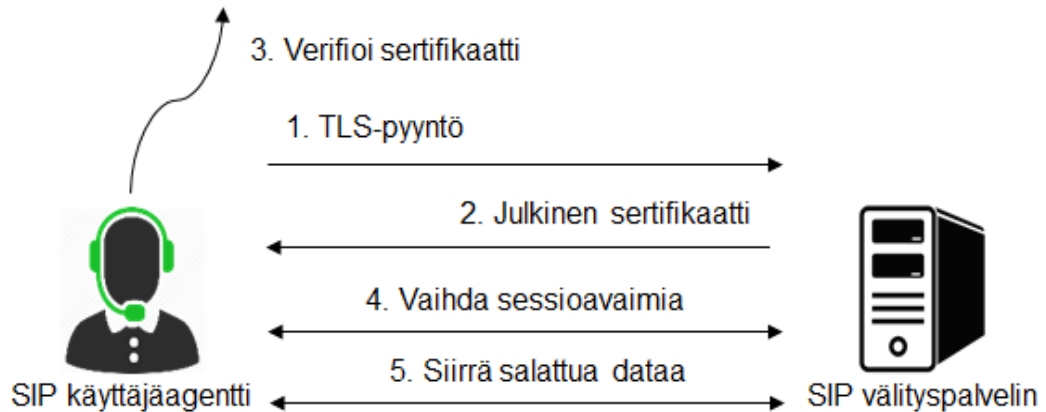 3. Verifioi sertifikaatti
1. TLS-pyyntö
2. Julkinen sertifikaatti
4. Vaihda sessioavaimia
5. Siirrä salattua dataa
SIP käyttäjäagentti
SIP välityspalvelin